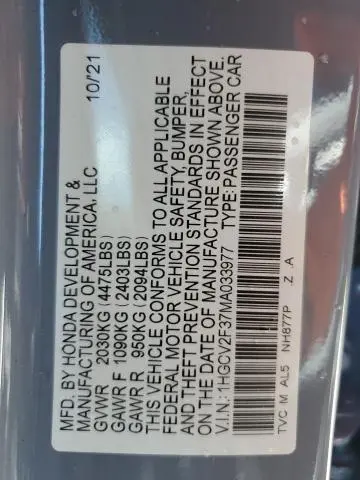 MFD. BY HONDA DEVELOPMENT &
MANUFACTURING OF AMERICA, LLC 10/'21
GVWR 2030KG (4475LBS)
GAWR F 1090KG (2403LBS)
GAWR R 950KG (2094LBS)
THIS VEHICLE CONFORMS TO ALL APPLICABLE
FEDERAL MOTOR VEHICLE SAFETY, BUMPER,
AND THEFT PREVENTION STANDARDS IN EFFECT
ON THE DATE OF MANUFACTURE SHOWN ABOVE.
V.I.N.: 1HGCV2F37MA033977 TYPE: PASSENGER CAR
TVC M AL5 NH877P Z .A